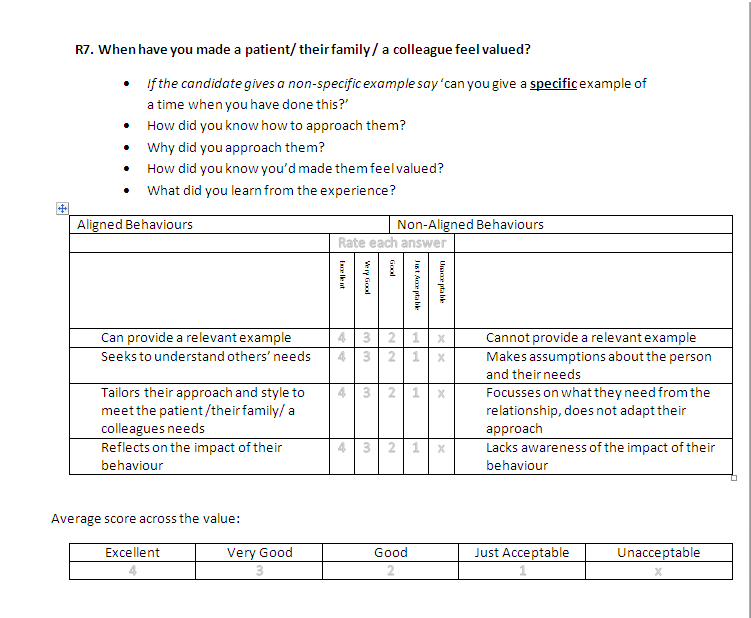 R7. When have you made a patient/ their family/ a colleague feel valued?
• If the candidate gives a non-specific example say 'can you give a specific example of
a time when you have done this?'
• How did you know how to approach them?
• Why did you approach them?
• How did you know you'd made them feel valued?
• What did you learn from the experience?
Aligned Behaviours Non-Aligned Behaviours
Rate each answer
Excellent Very Good Good Just Acceptable Unacceptable
Can provide a relevant example 4 3 2 1 x Cannot provide a relevant example
Seeks to understand others' needs 4 3 2 1 x Makes assumptions about the person
and their needs
Tailors their approach and style to 4 3 2 1 x Focusses on what they need from the
meet the patient /their family/ a relationship, does not adapt their
colleagues needs approach
Reflects on the impact of their 4 3 2 1 x Lacks awareness of the impact of their
behaviour behaviour
Average score across the value:
Excellent Very Good Good Just Acceptable Unacceptable
4 3 2 1 x